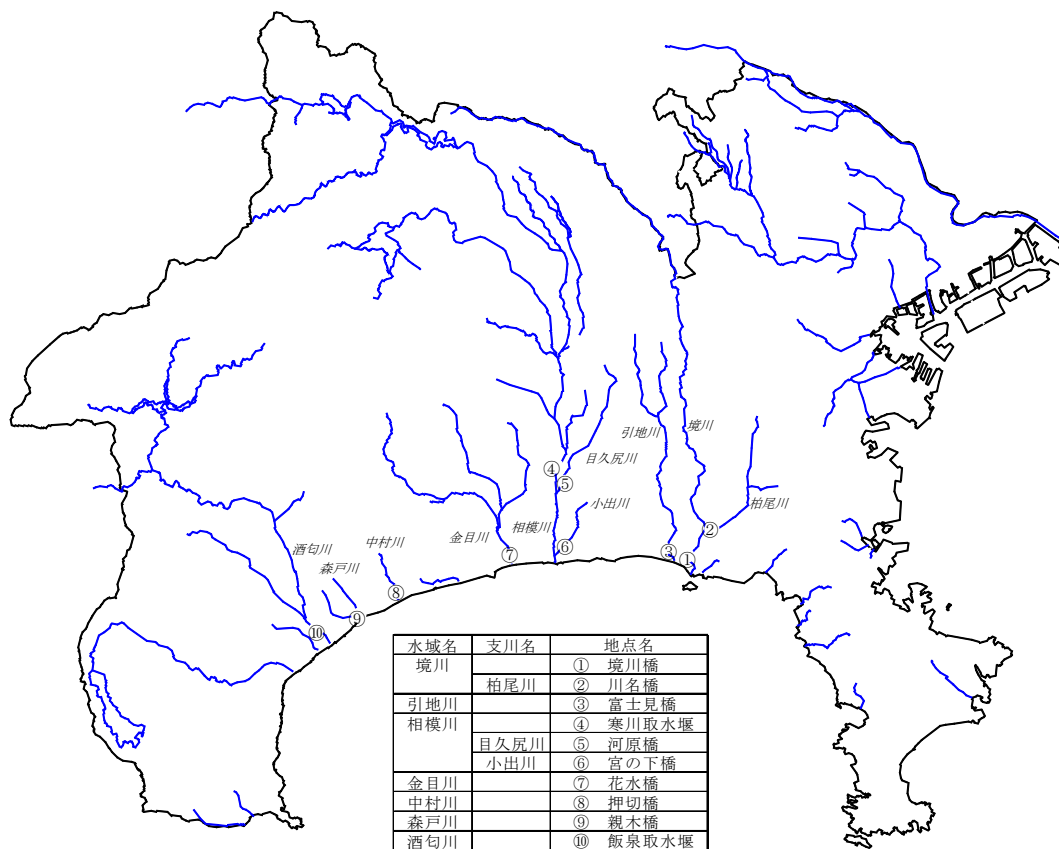 引地川
境川
目久尻川
④
⑤
小出川
柏尾川
相模川
金目川
②
⑥
⑦
③
①
中村川
酒匂川
森戸川
⑧
⑨
⑩
水域名 支川名 地点名
境川 ① 境川橋
柏尾川 ② 川名橋
引地川 ③ 富士見橋
相模川 ④ 寒川取水堰
目久尻川 ⑤ 河原橋
小出川 ⑥ 宮の下橋
金目川 ⑦ 花水橋
中村川 ⑧ 押切橋
森戸川 ⑨ 親木橋
酒匂川 ⑩ 飯泉取水堰